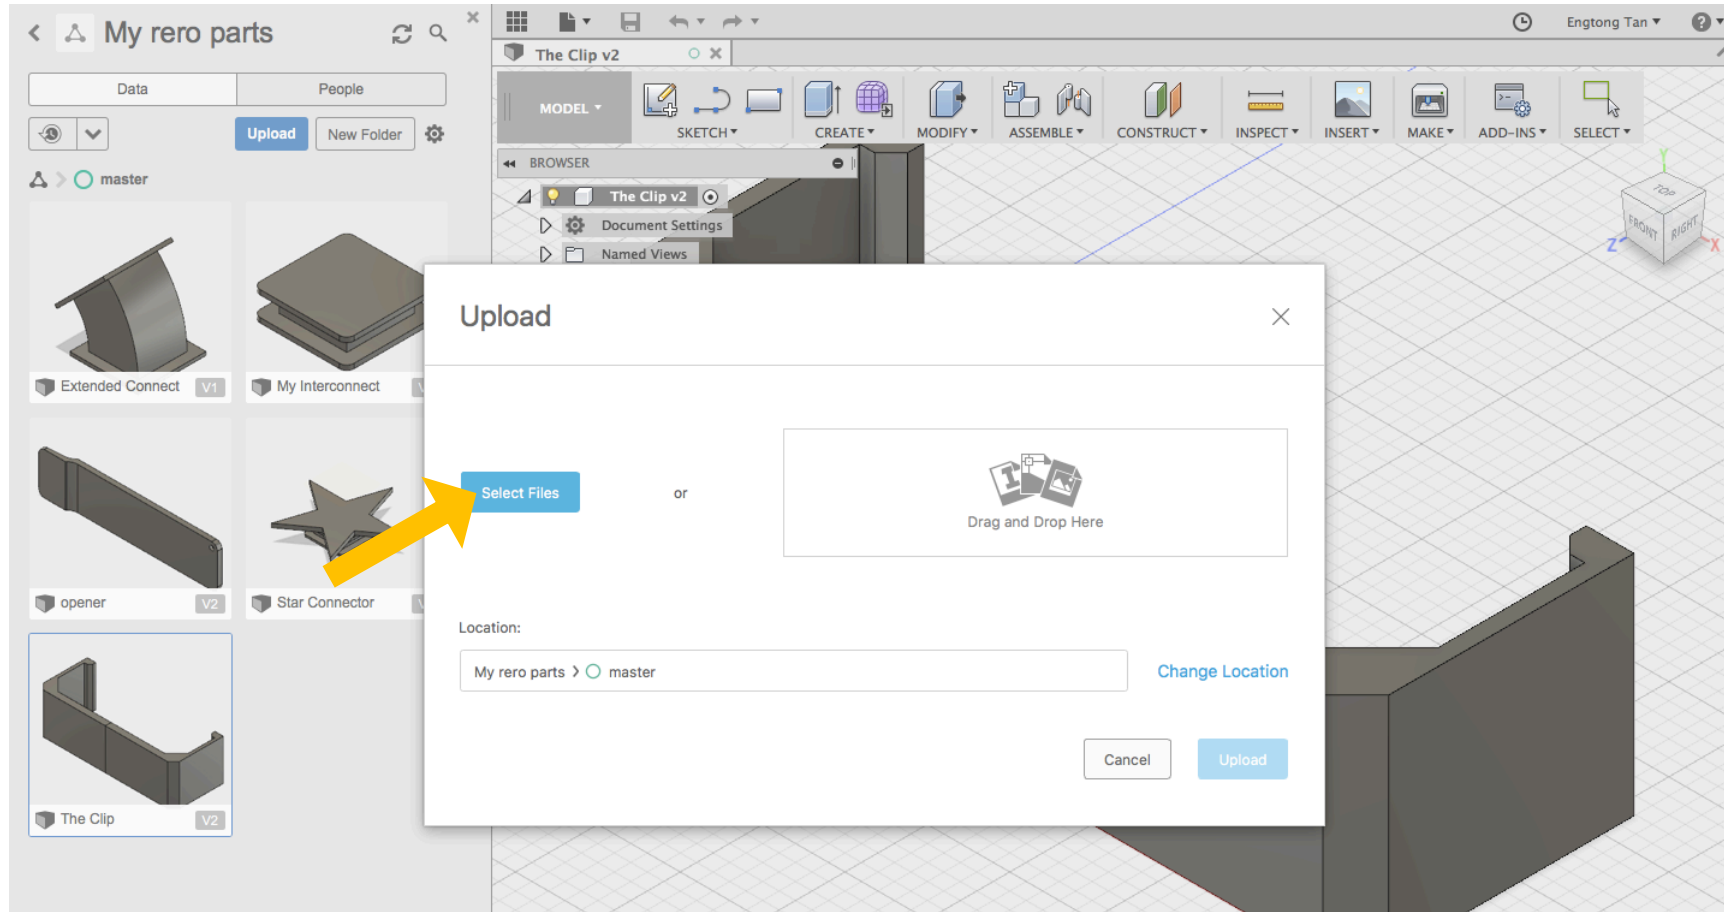 My rero parts
Data
People
Upload
New Folder
master
Extended Connect
V1
My Interconnect
opener
V2
Star Connector
The Clip
V2
Engtong Tan
?
The Clip v2
MODEL
SKETCH
CREATE
MODIFY
ASSEMBLE
CONSTRUCT
INSPECT
INSERT
MAKE
ADD-INS
SELECT
BROWSER
The Clip v2
Document Settings
Named Views
Y
TOP
FRONT
RIGHT
Z
X
Upload
Select Files
or
Drag and Drop Here
Location:
My rero parts > master
Change Location
Cancel
Upload